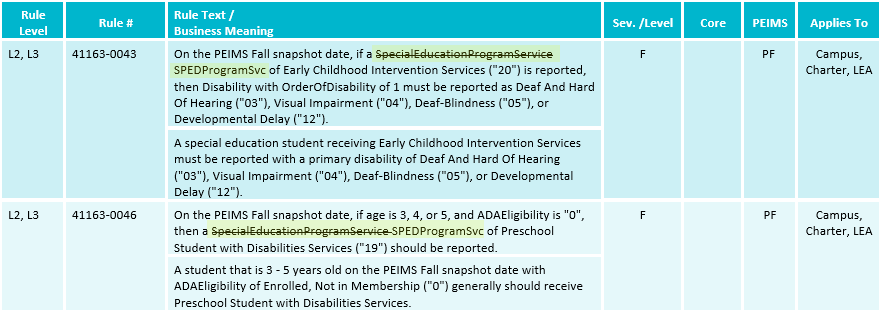 Rule Level Rule # Rule Text / Business Meaning Sev. /Level Core PEIMS Applies To
L2, L3 41163-0043 On the PEIMS Fall snapshot date, if a SpecialEducationProgramService F PF Campus, Charter, LEA
SPEDProgramSvc of Early Childhood Intervention Services ("20") is reported,
then Disability with OrderOfDisability of 1 must be reported as Deaf And Hard
Of Hearing ("03"), Visual Impairment ("04"), Deaf-Blindness ("05"), or
Developmental Delay ("12").
A special education student receiving Early Childhood Intervention Services
must be reported with a primary disability of Deaf And Hard Of Hearing
("03"), Visual Impairment ("04"), Deaf-Blindness ("05"), or Developmental
Delay ("12").
L2, L3 41163-0046 On the PEIMS Fall snapshot date, if age is 3, 4, or 5, and ADAEligibility is "0", F PF Campus, Charter, LEA
then a SpecialEducationProgramService SPEDProgramSvc of Preschool
Student with Disabilities Services ("19") should be reported.
A student that is 3 - 5 years old on the PEIMS Fall snapshot date with
ADAEligibility of Enrolled, Not in Membership ("0") generally should receive
Preschool Student with Disabilities Services.